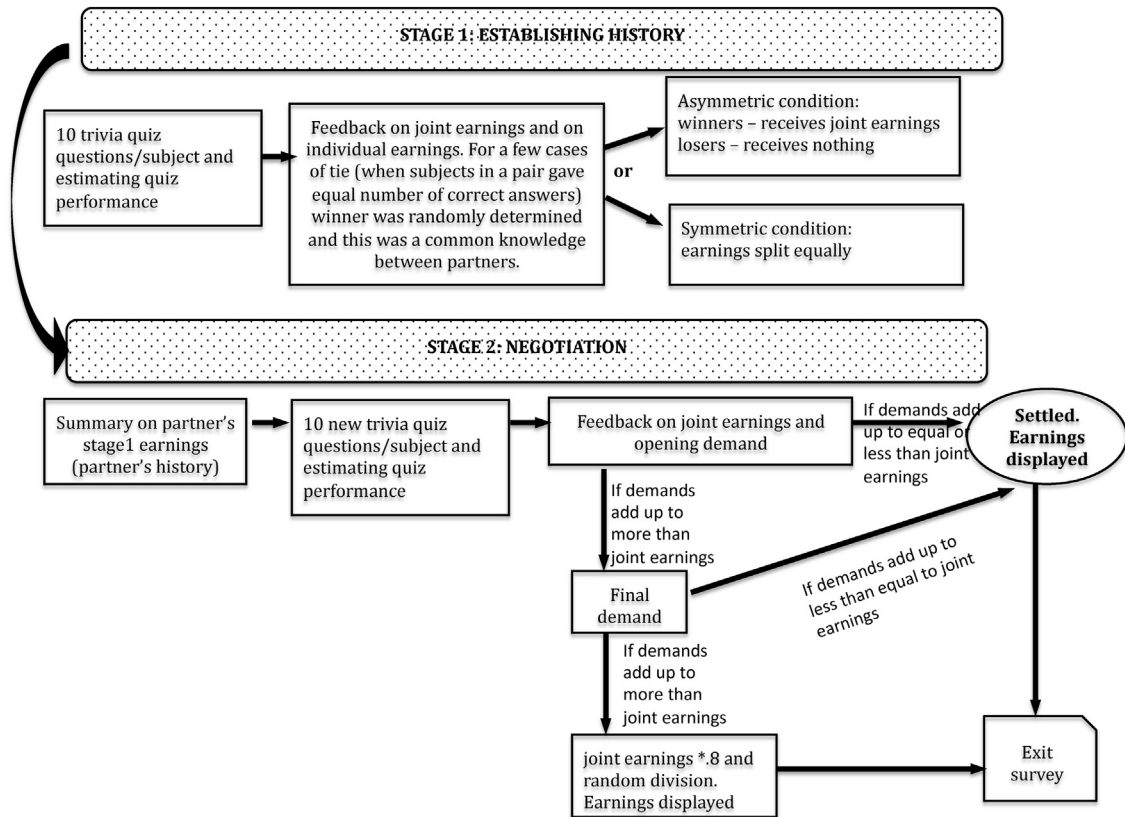 STAGE 1: ESTABLISHING HISTORY
10 trivia quiz
questions/subject and
estimating quiz
performance
Feedback on joint earnings and on
individual earnings. For a few cases
of tie (when subjects in a pair gave
equal number of correct answers)
winner was randomly determined
and this was a common knowledge
between partners.
or
Asymmetric condition:
winners – receives joint earnings
losers – receives nothing
Symmetric condition:
earnings split equally
STAGE 2: NEGOTIATION
Summary on partner's
stage1 earnings
(partner's history)
10 new trivia quiz
questions/subject and
estimating quiz
performance
Feedback on joint earnings and
opening demand
If demands add
up to equal or
less than joint
earnings
Settled.
Earnings
displayed
If demands
add up to
more than
joint earnings
Final
demand
If demands add up to
less than equal to joint
earnings
If demands
add up to
more than
joint earnings
joint earnings *.8 and
random division.
Earnings displayed
Exit
survey